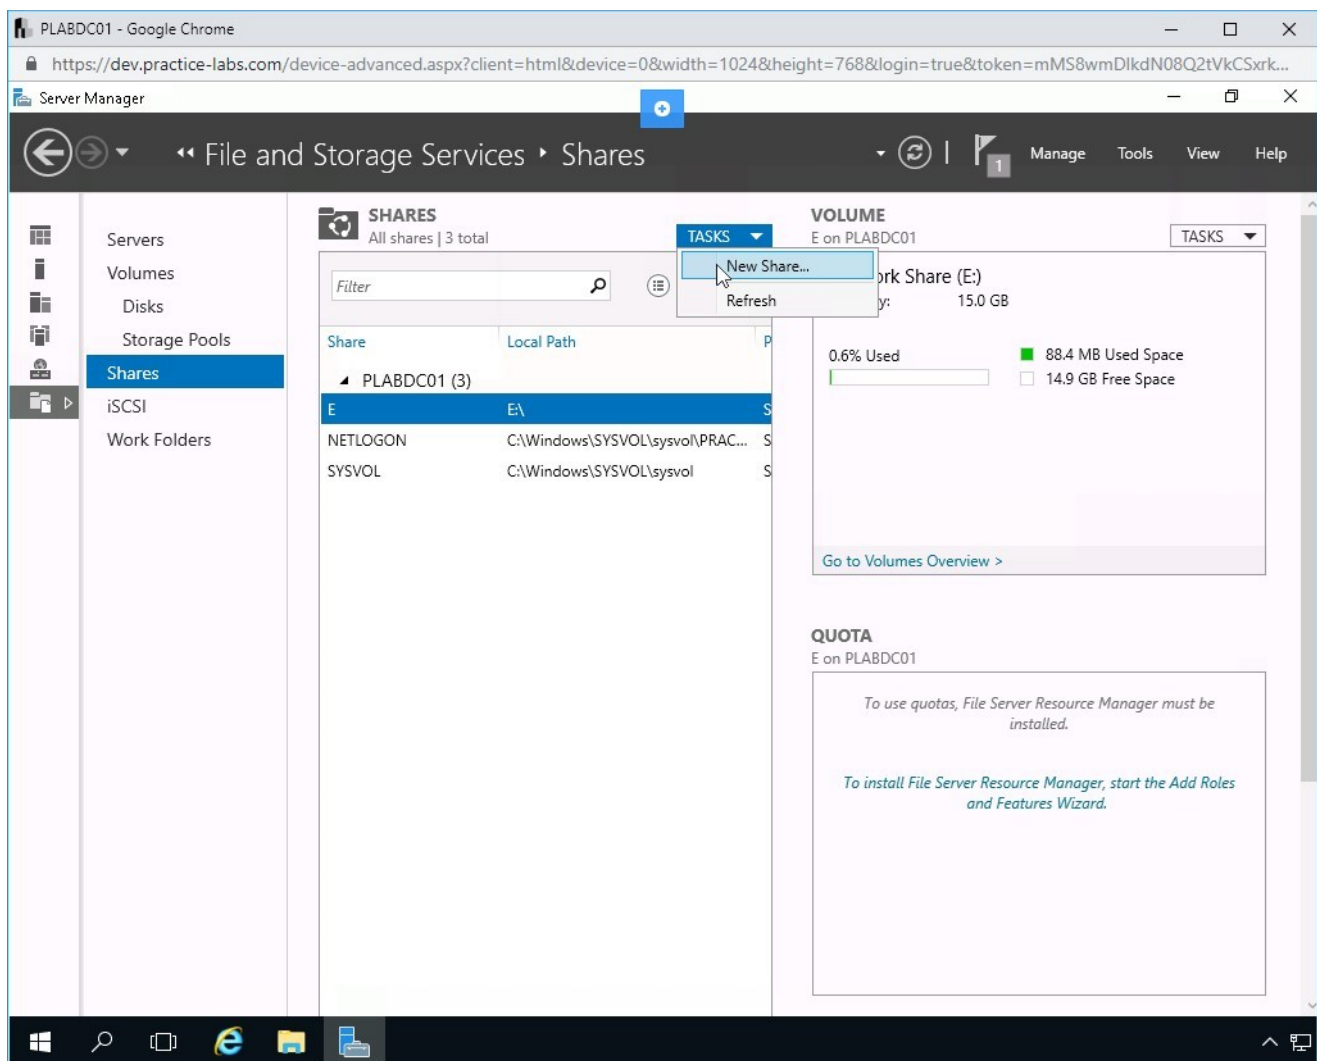 PLABDC01 - Google Chrome
https://dev.practice-labs.com/device-advanced.aspx?client=html&device=0&width=1024&height=768&login=true&token=mMS8wmDlkdN08Q2tVkCSxrk...
Server Manager
File and Storage Services Shares
1 Manage Tools View Help
Servers
Volumes
Disks
Storage Pools
Shares
iSCSI
Work Folders
SHARES
All shares | 3 total
TASKS
New Share...
Refresh
Filter
Share Local Path P
PLABDC01 (3)
E E:\ S
NETLOGON C:\Windows\SYSVOL\sysvol\PRAC... S
SYSVOL C:\Windows\SYSVOL\sysvol S
VOLUME
E on PLABDC01
TASKS
ork Share (E:)
y: 15.0 GB
0.6% Used
88.4 MB Used Space
14.9 GB Free Space
Go to Volumes Overview >
QUOTA
E on PLABDC01
To use quotas, File Server Resource Manager must be
installed.
To install File Server Resource Manager, start the Add Roles
and Features Wizard.